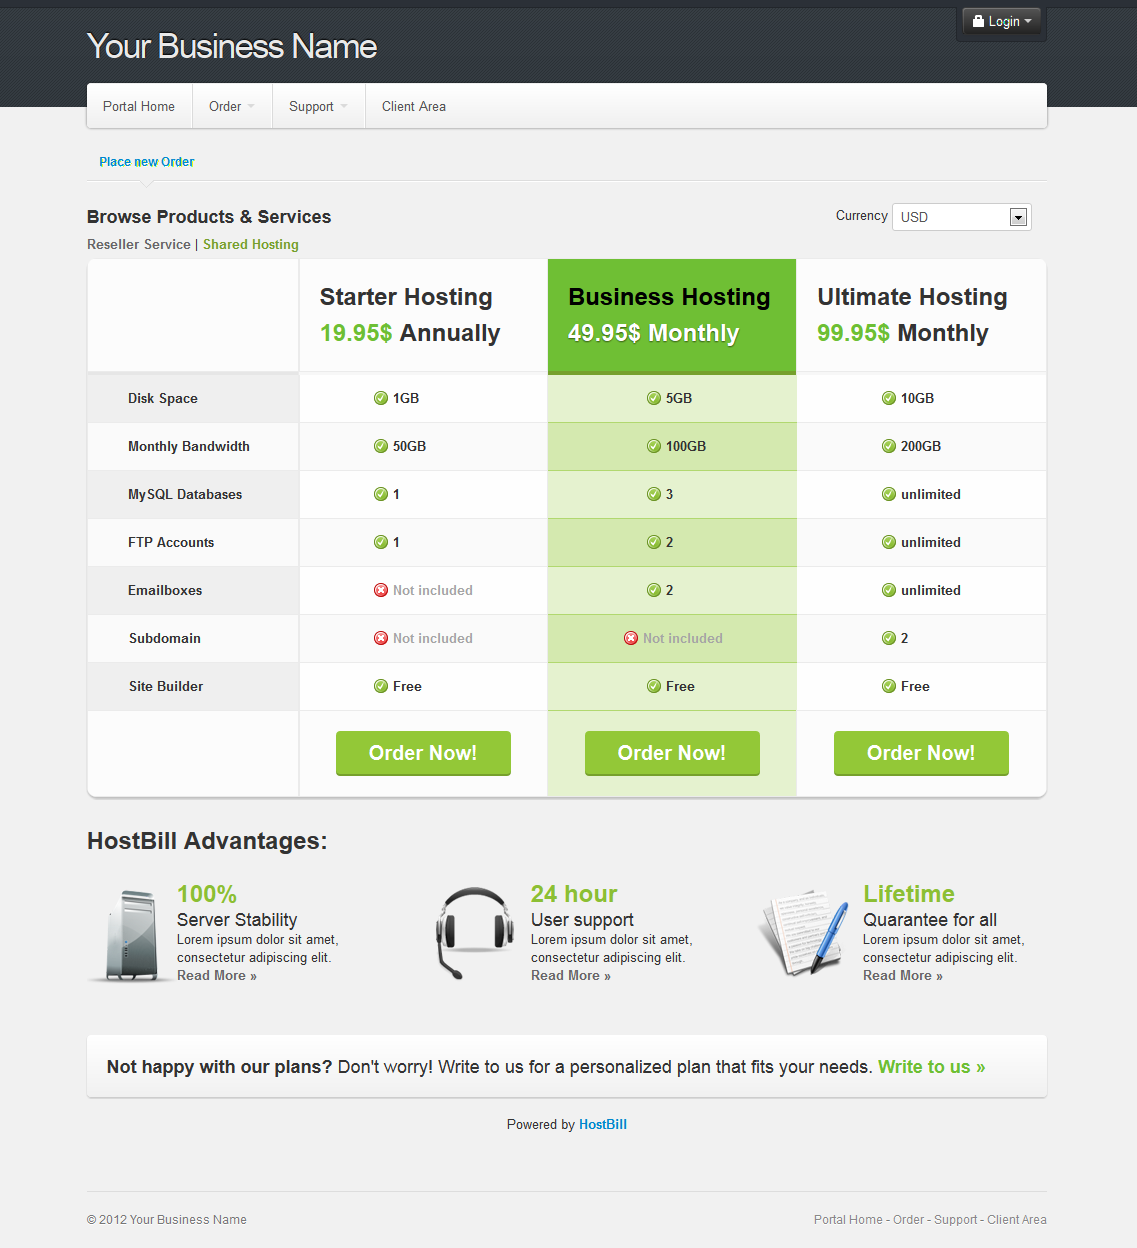 Login
Your Business Name
Portal Home Order Support Client Area
Place new Order
Browse Products & Services
Currency USD
Reseller Service | Shared Hosting
Starter Hosting Business Hosting Ultimate Hosting
19.95$ Annually 49.95$ Monthly 99.95$ Monthly
Disk Space 1GB 5GB 10GB
Monthly Bandwidth 50GB 100GB 200GB
MySQL Databases 1 3 unlimited
FTP Accounts 1 2 unlimited
Emailboxes Not included 2 unlimited
Subdomain Not included Not included 2
Site Builder Free Free Free
Order Now! Order Now! Order Now!
HostBill Advantages:
100%
Server Stability
Lorem ipsum dolor sit amet,
consectetur adipiscing elit.
Read More »
24 hour
User support
Lorem ipsum dolor sit amet,
consectetur adipiscing elit.
Read More »
Lifetime
Quarantee for all
Lorem ipsum dolor sit amet,
consectetur adipiscing elit.
Read More »
Not happy with our plans? Don't worry! Write to us for a personalized plan that fits your needs. Write to us »
Powered by HostBill
© 2012 Your Business Name
Portal Home - Order - Support - Client Area